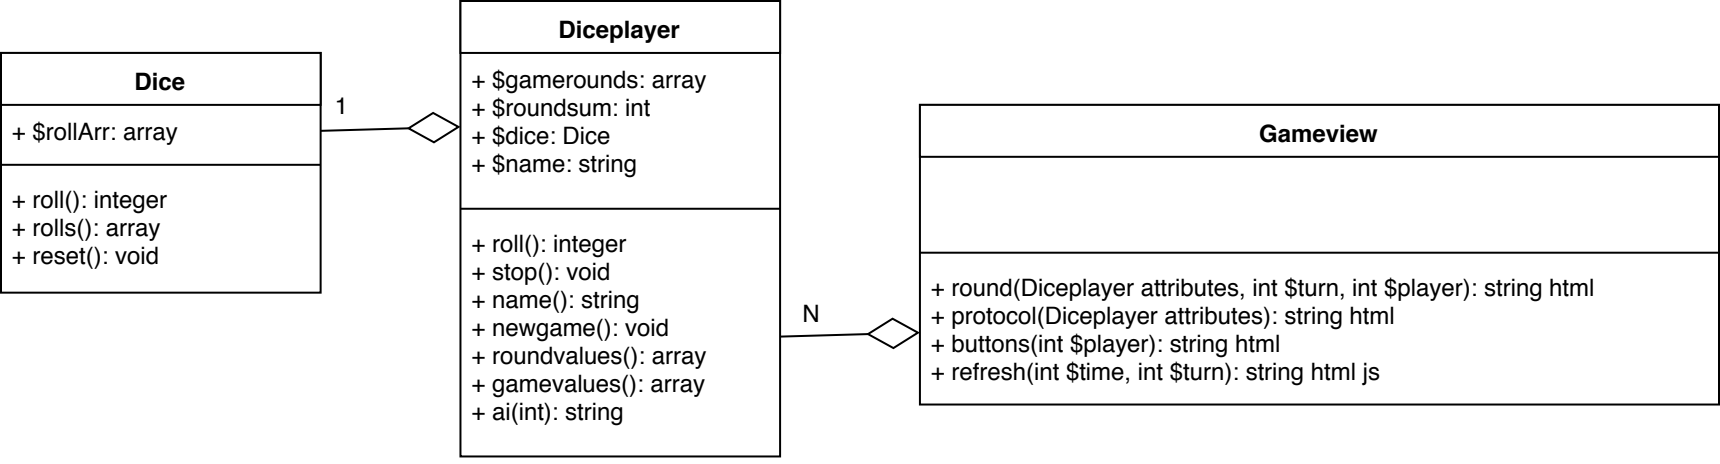 Dice
+ $rollArr: array
+ roll(): integer
+ rolls(): array
+ reset(): void
1
Diceplayer
+ $gamerounds: array
+ $roundsum: int
+ $dice: Dice
+ $name: string
+ roll(): integer
+ stop(): void
+ name(): string
+ newgame(): void
+ roundvalues(): array
+ gamevalues(): array
+ ai(int): string
N
Gameview
+ round(Diceplayer attributes, int $turn, int $player): string html
+ protocol(Diceplayer attributes): string html
+ buttons(int $player): string html
+ refresh(int $time, int $turn): string html js